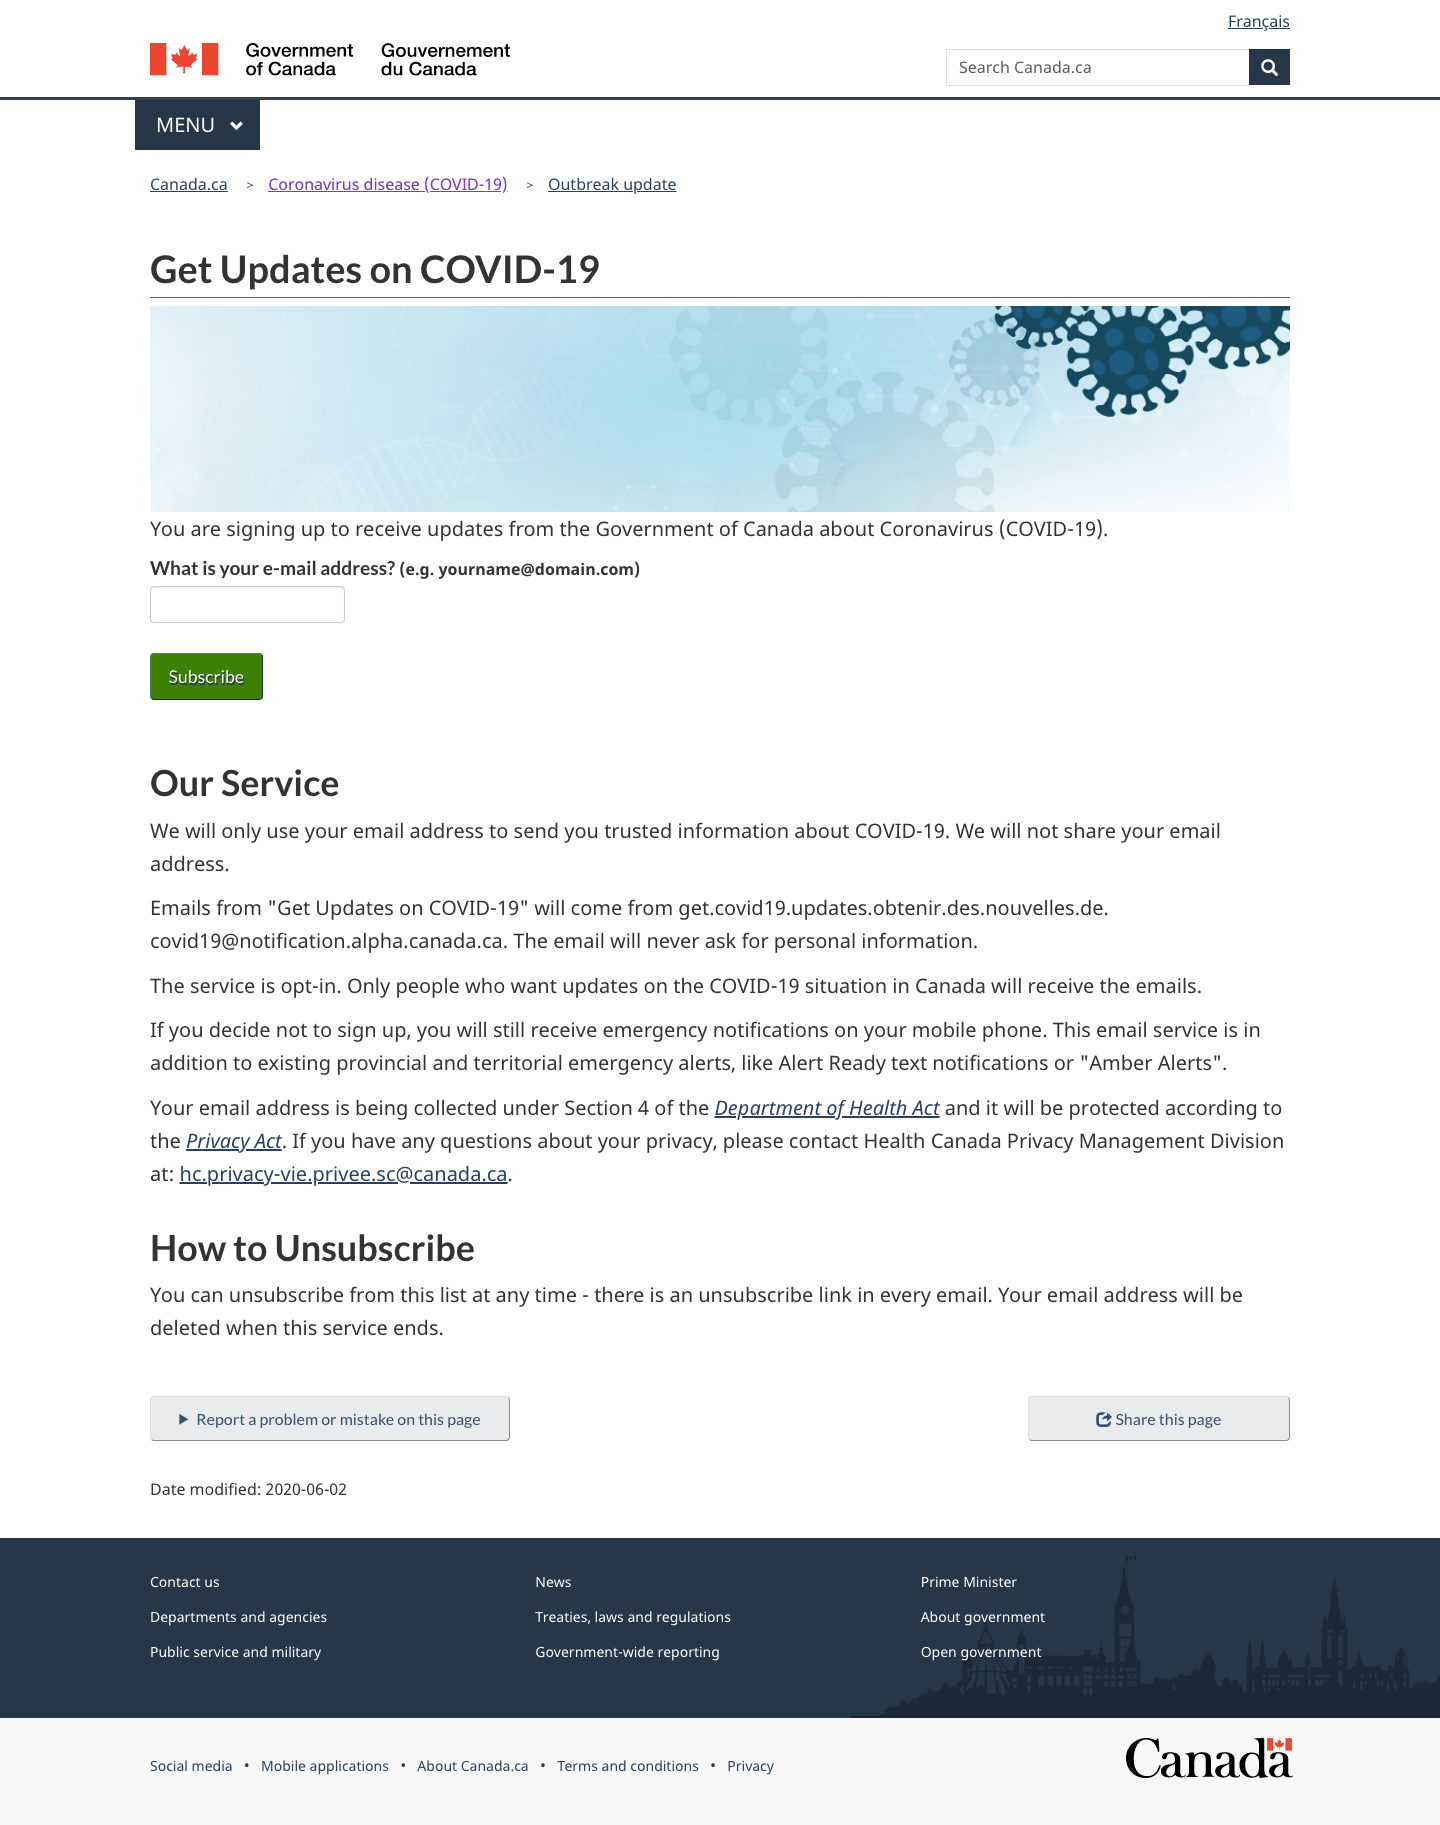 Français
Government of Canada
Gouvernement du Canada
Search Canada.ca
MENU
Canada.ca > Coronavirus disease (COVID-19) > Outbreak update
Get Updates on COVID-19
You are signing up to receive updates from the Government of Canada about Coronavirus (COVID-19).
What is your e-mail address? (e.g. yourname@domain.com)
Subscribe
Our Service
We will only use your email address to send you trusted information about COVID-19. We will not share your email
address.
Emails from "Get Updates on COVID-19" will come from get.covid19.updates.obtenir.des.nouvelles.de.
covid19@notification.alpha.canada.ca. The email will never ask for personal information.
The service is opt-in. Only people who want updates on the COVID-19 situation in Canada will receive the emails.
If you decide not to sign up, you will still receive emergency notifications on your mobile phone. This email service is in
addition to existing provincial and territorial emergency alerts, like Alert Ready text notifications or "Amber Alerts".
Your email address is being collected under Section 4 of the Department of Health Act and it will be protected according to
the Privacy Act. If you have any questions about your privacy, please contact Health Canada Privacy Management Division
at: hc.privacy-vie.privee.sc@canada.ca.
How to Unsubscribe
You can unsubscribe from this list at any time - there is an unsubscribe link in every email. Your email address will be
deleted when this service ends.
Report a problem or mistake on this page
Share this page
Date modified: 2020-06-02
Contact us
Departments and agencies
Public service and military
News
Treaties, laws and regulations
Government-wide reporting
Prime Minister
About government
Open government
Social media • Mobile applications • About Canada.ca • Terms and conditions • Privacy
Canada